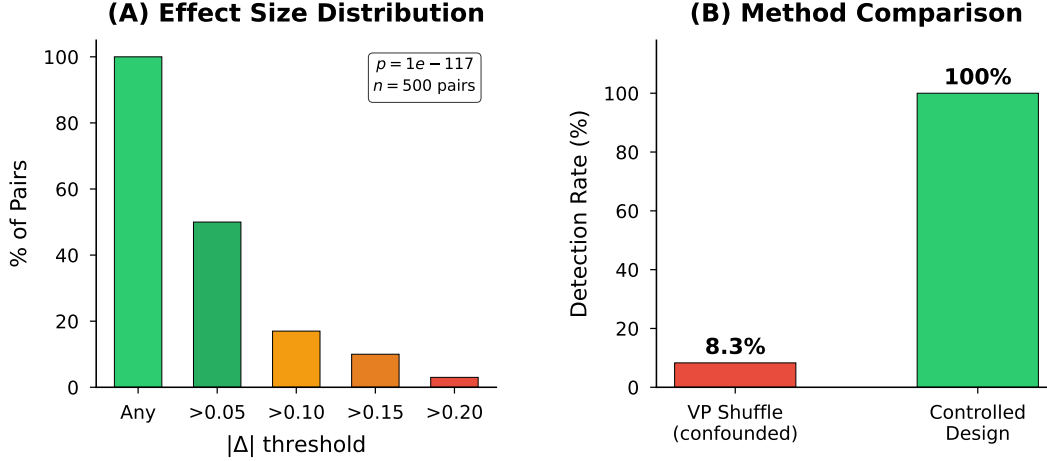 (A) Effect Size Distribution
% of Pairs
100
80
60
40
20
0
p = 1e − 117
n = 500 pairs
Any >0.05 >0.10 >0.15 >0.20
|Δ| threshold
(B) Method Comparison
Detection Rate (%)
100
80
60
40
20
0
8.3%
100%
VP Shuffle
(confounded)
Controlled
Design